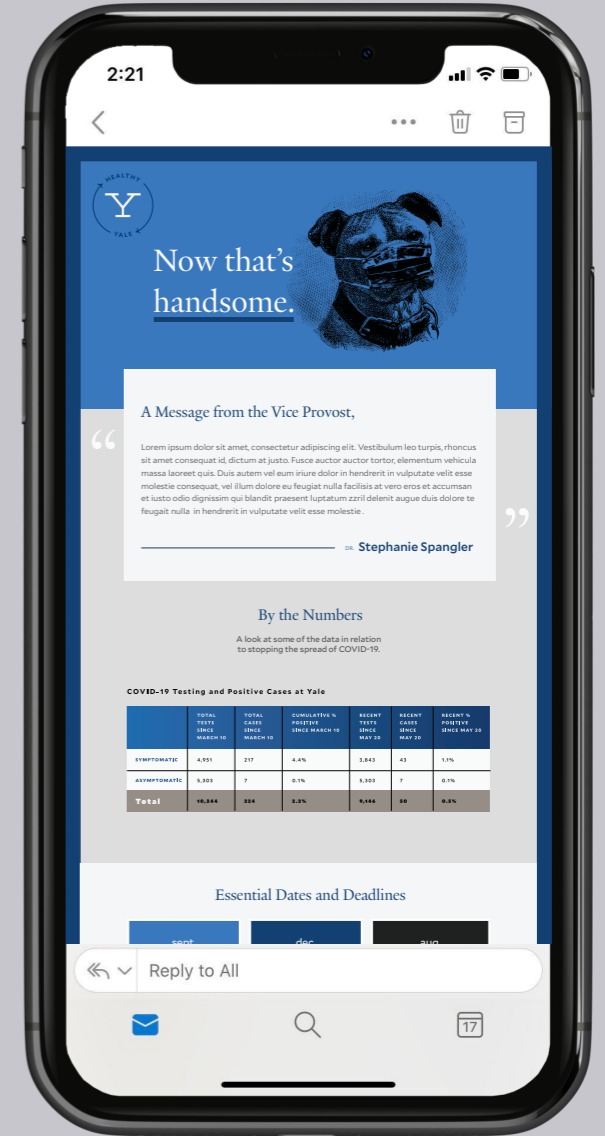 2:21
HEALTHY
Y
YALE
Now that's
handsome.
A Message from the Vice Provost,
“
Lorem ipsum dolor sit amet, consectetur adipiscing elit. Vestibulum leo turpis, rhoncus
sit amet consequat id, dictum at justo. Fusce auctor auctor tortor, elementum vehicula
massa laoreet quis. Duis autem vel eum iriure dolor in hendrerit in vulputate velit esse
molestie consequat, vel illum dolore eu feugiat nulla facilisis at vero eros et accumsan
et iusto odio dignissim qui blandit praesent luptatum zzril delenit augue duis dolore te
feugait nulla in hendrerit in vulputate velit esse molestie .
”
DR. Stephanie Spangler
By the Numbers
A look at some of the data in relation
to stopping the spread of COVID-19.
COVID-19 Testing and Positive Cases at Yale
TOTAL TESTS SINCE MARCH 10 TOTAL CASES SINCE MARCH 10 CUMULATIVE % POSITIVE SINCE MARCH 10 RECENT TESTS SINCE MAY 20 RECENT CASES SINCE MAY 20 RECENT % POSITIVE SINCE MAY 20
SYMPTOMATIC 4,951 217 4.4% 3,843 43 1.1%
ASYMPTOMATIC 5,303 7 0.1% 5,303 7 0.1%
Total 224 9,146 50 0.5%
Essential Dates and Deadlines
sept dec aug
Reply to All
17